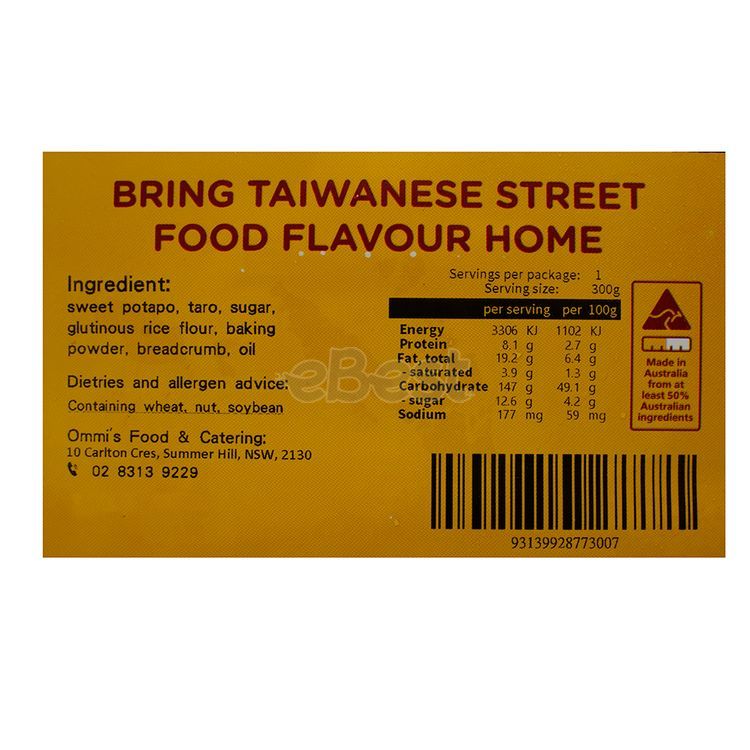 BRING TAIWANESE STREET
FOOD FLAVOUR HOME
Ingredient:
sweet potapo, taro, sugar,
glutinous rice flour, baking
powder, breadcrumb, oil
Dietries and allergen advice:
Containing wheat, nut, soybean
Ommi's Food & Catering:
10 Carlton Cres, Summer Hill, NSW, 2130
02 8313 9229
Servings per package: 1
Serving size: 300g
per serving per 100g
Energy 3306 KJ 1102 KJ
Protein 8.1 g 2.7 g
Fat, total 19.2 g 6.4 g
- saturated 3.9 g 1.3 g
Carbohydrate 147 g 49.1 g
- sugar 12.6 g 4.2 g
Sodium 177 mg 59 mg
Made in
Australia
from at
least 50%
Australian
ingredients
93139928773007
eBest